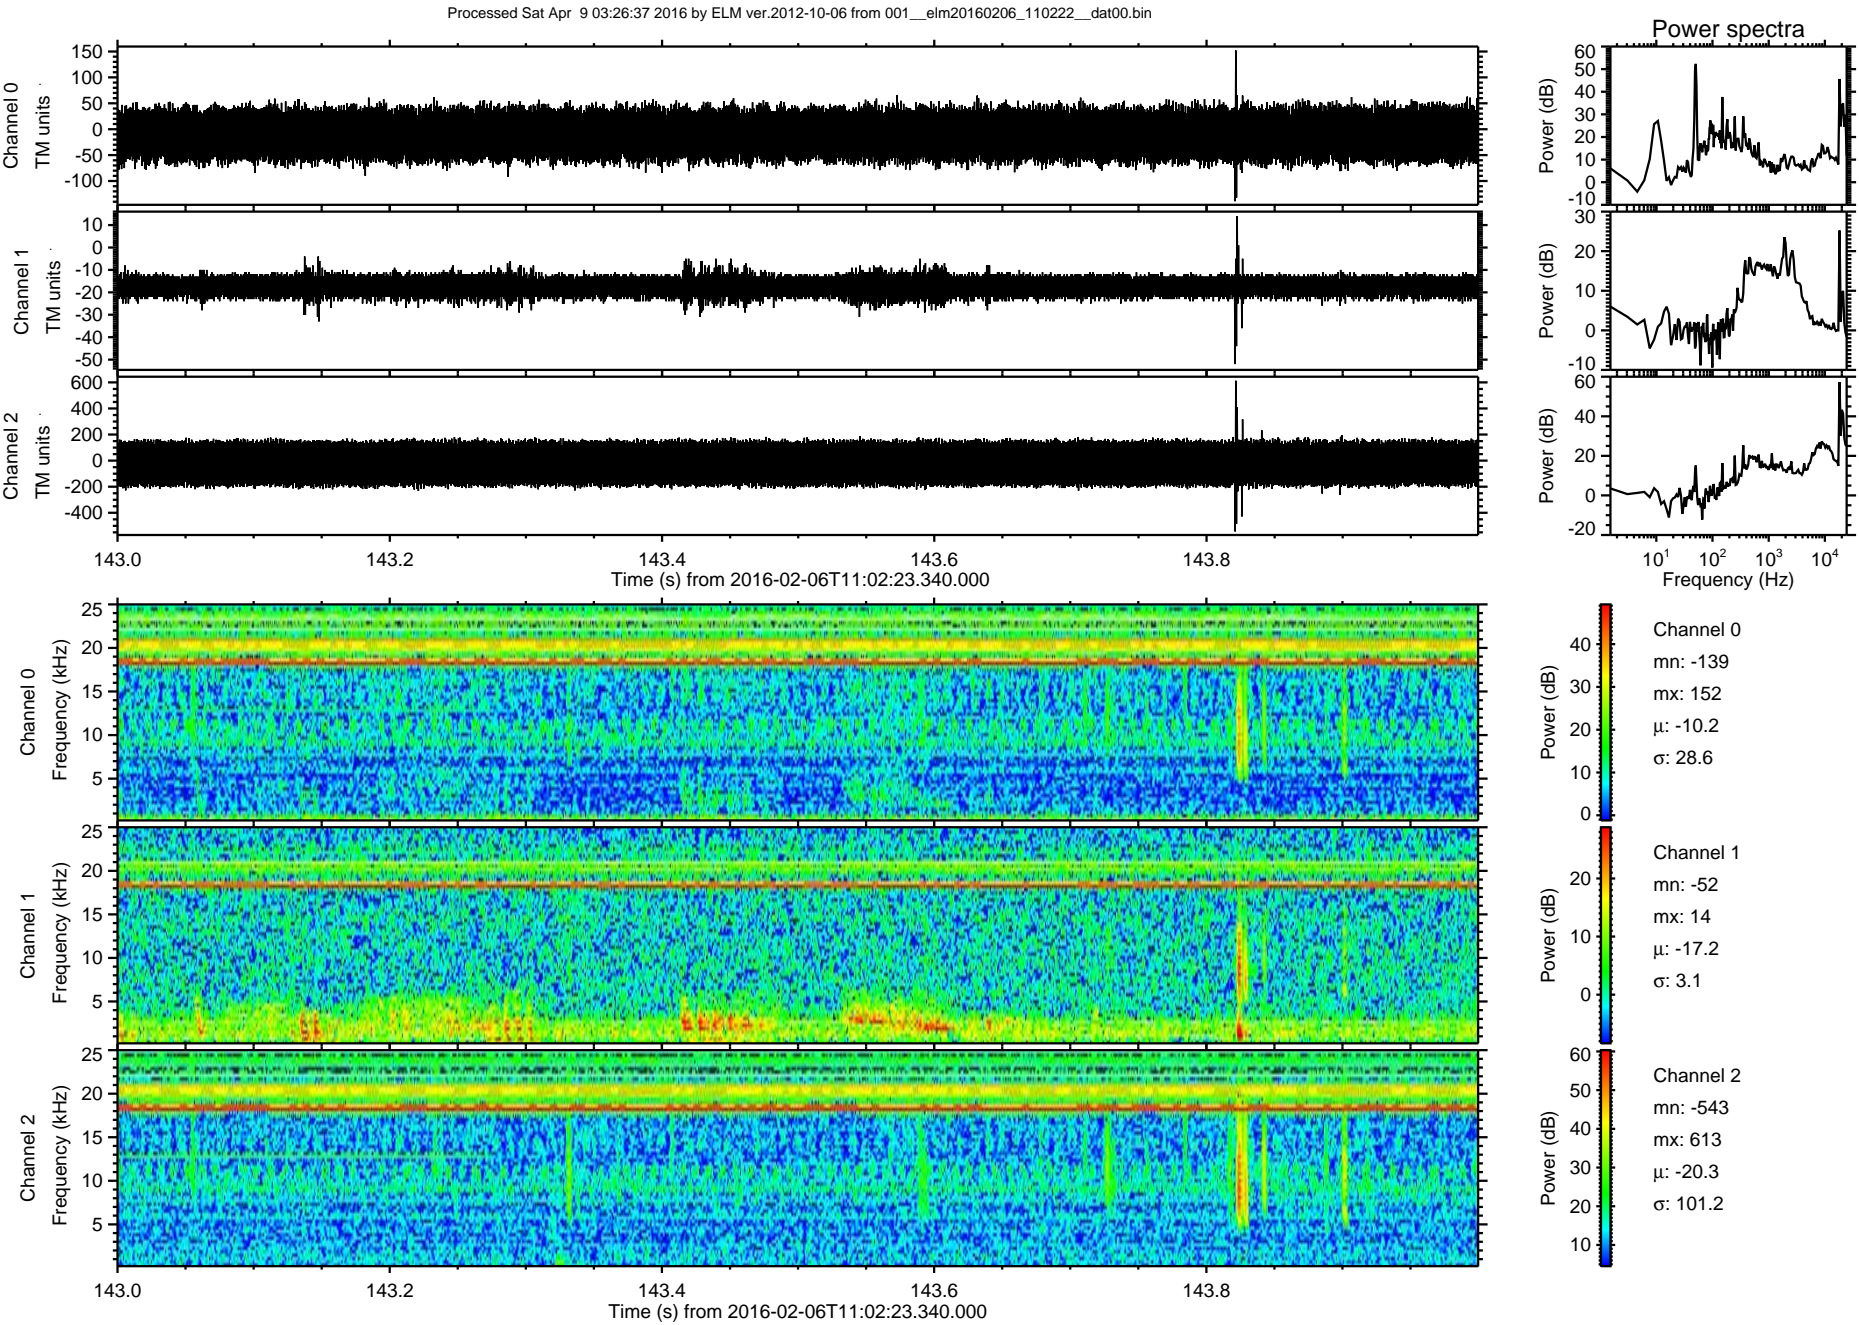 Processed Sat Apr 9 03:26:37 2016 by ELM ver.2012-10-06 from 001__elm20160206_110222__dat00.bin
Power spectra
Channel 0
TM units
150
100
50
0
-50
-100
Power (dB)
60
50
40
30
20
10
0
-10
Channel 1
TM units
10
0
-10
-20
-30
-40
-50
Power (dB)
30
20
10
0
-10
Channel 2
TM units
600
400
200
0
-200
-400
Power (dB)
60
40
20
0
-20
143.0 143.2 143.4 143.6 143.8
Time (s) from 2016-02-06T11:02:23.340.000
10^1 10^2 10^3 10^4
Frequency (Hz)
Channel 0
Frequency (kHz)
25
20
15
10
5
Power (dB)
40
30
20
10
0
Channel 0
mn: -139
mx: 152
μ: -10.2
σ: 28.6
Channel 1
Frequency (kHz)
25
20
15
10
5
Power (dB)
20
10
0
Channel 1
mn: -52
mx: 14
μ: -17.2
σ: 3.1
Channel 2
Frequency (kHz)
25
20
15
10
5
Power (dB)
60
50
40
30
20
10
Channel 2
mn: -543
mx: 613
μ: -20.3
σ: 101.2
143.0 143.2 143.4 143.6 143.8
Time (s) from 2016-02-06T11:02:23.340.000